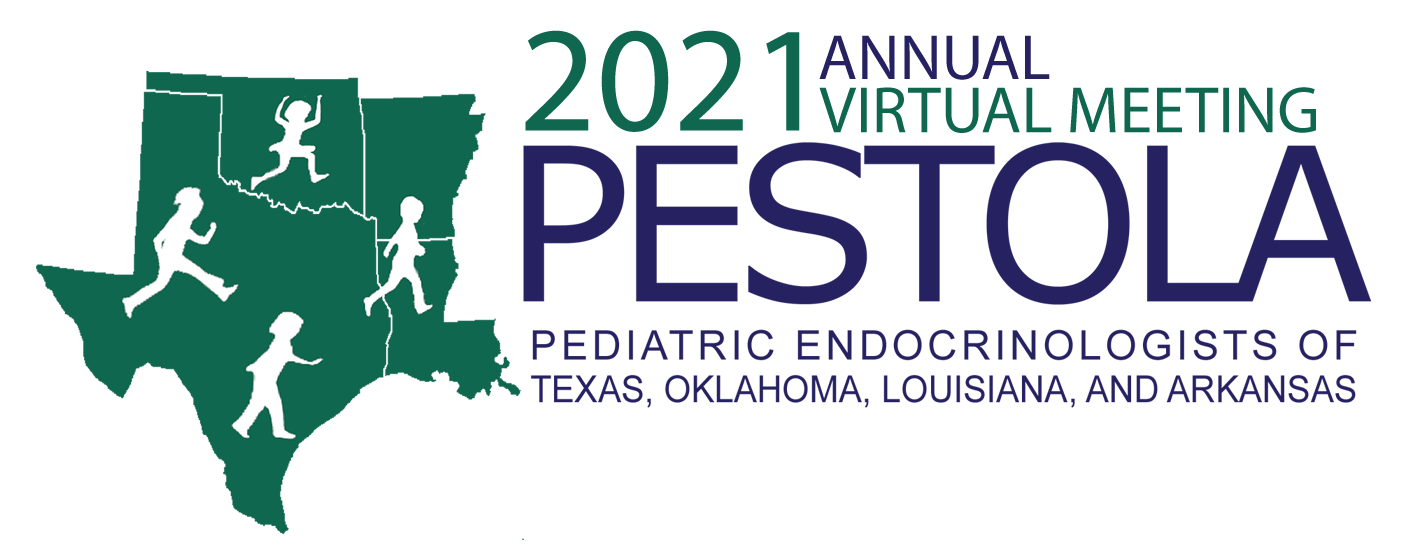 2021 ANNUAL
VIRTUAL MEETING
PESTOLA
PEDIATRIC ENDOCRINOLOGISTS OF
TEXAS, OKLAHOMA, LOUISIANA, AND ARKANSAS